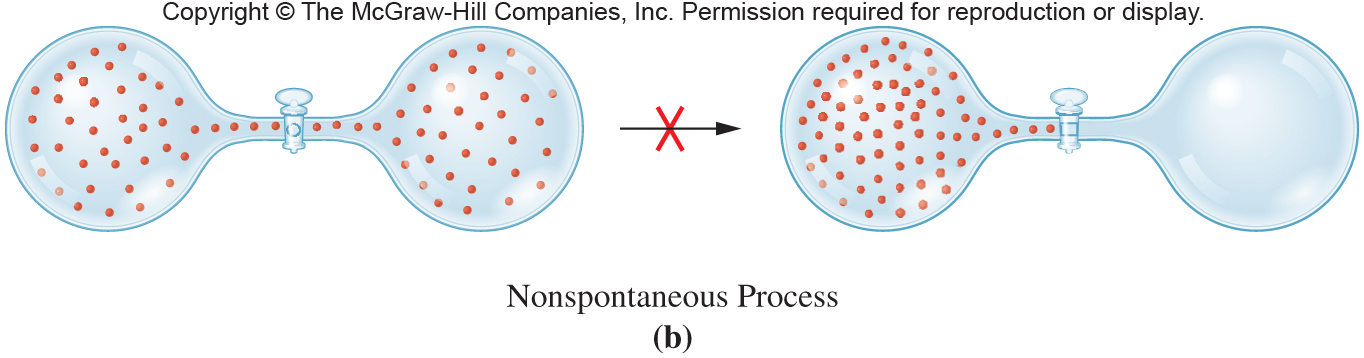 Copyright © The McGraw-Hill Companies, Inc. Permission required for reproduction or display.
Nonspontaneous Process
(b)